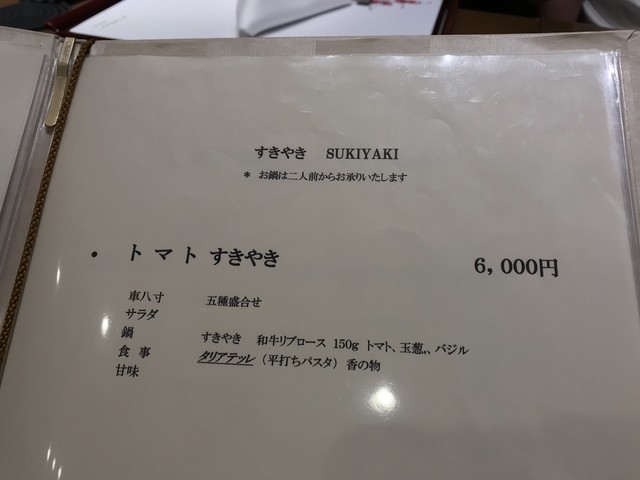 すきやき SUKIYAKI
* お鍋は二人前からお承りいたします
・ トマト すきやき 6,000円
車八寸 五種盛合せ
サラダ
鍋 すきやき 和牛リブロース 150g トマト、玉葱,、バジル
食 事 タリアテッレ (平打ちパスタ) 香の物
甘味